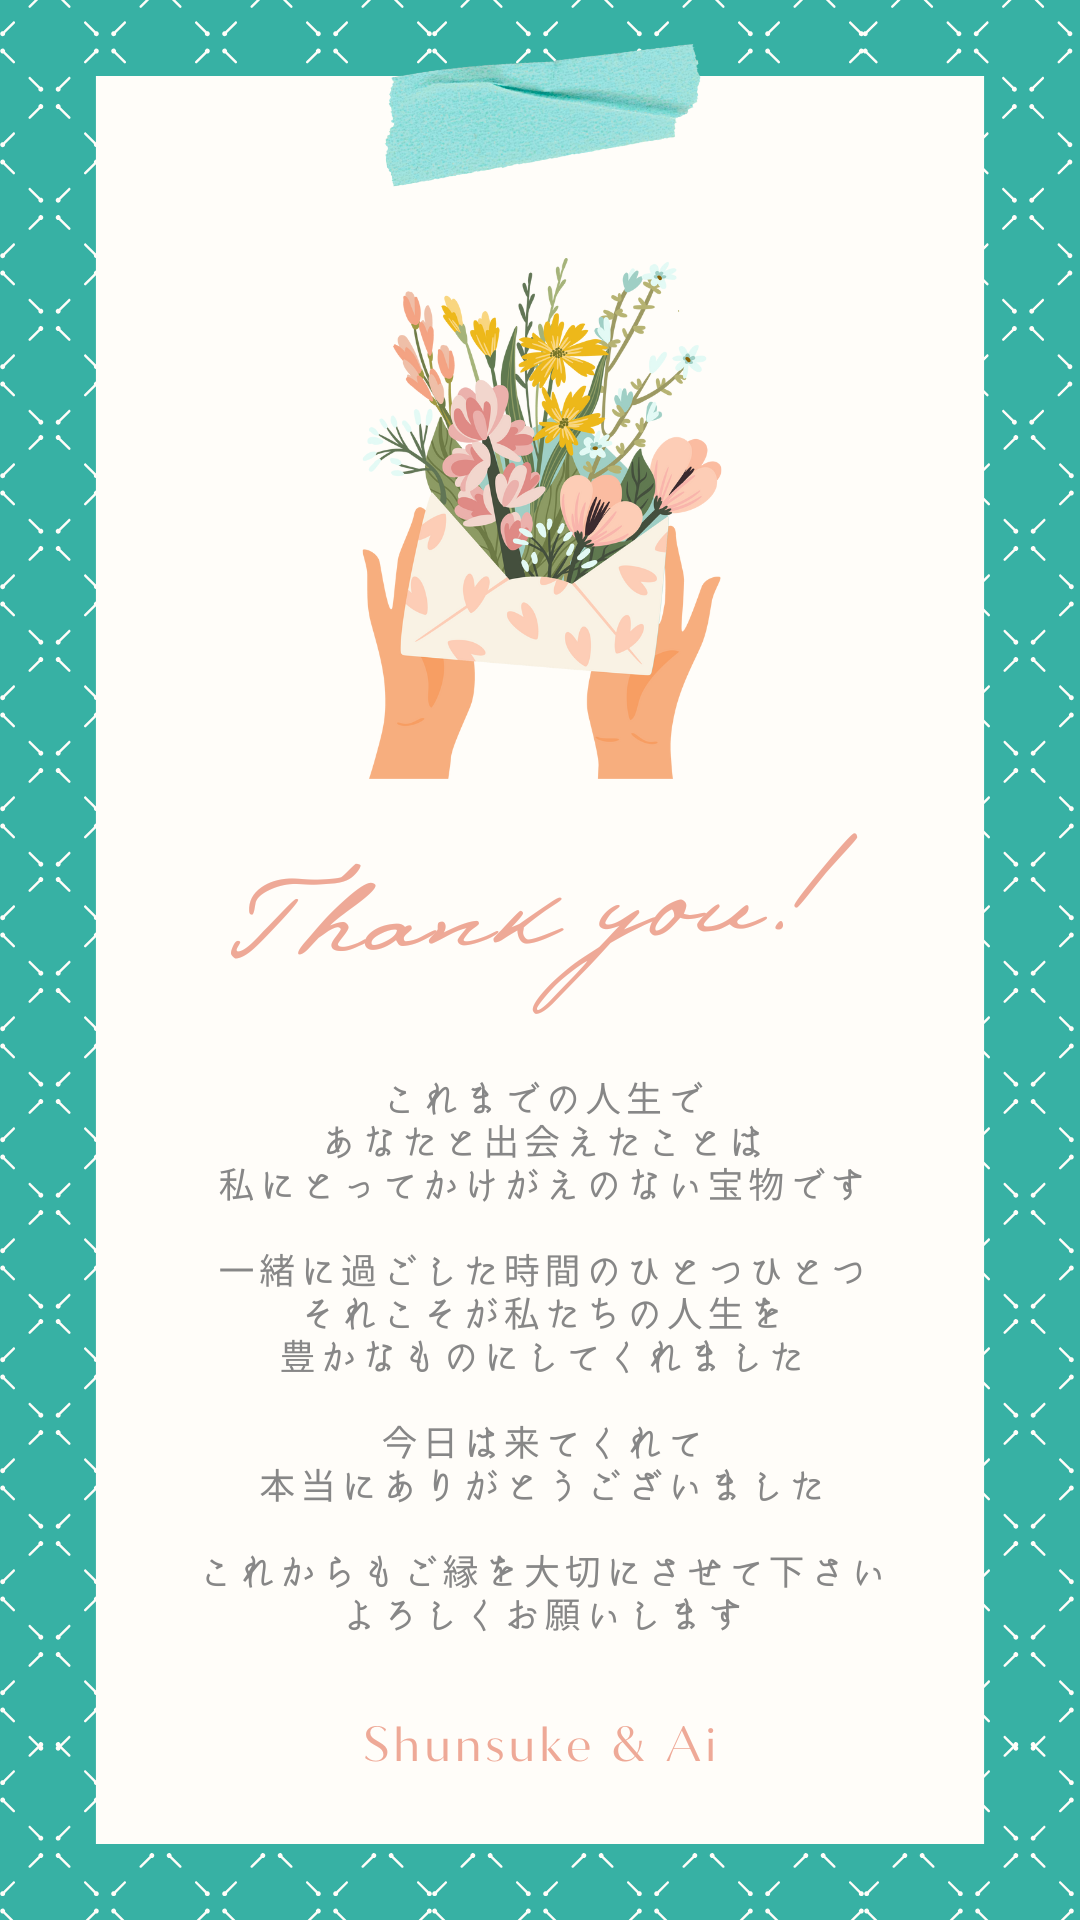 Thank you!
これまでの人生で
あなたと出会えたことは
私にとってかけがえのない宝物です
一緒に過ごした時間のひとつひとつ
それこそが私たちの人生を
豊かなものにしてくれました
今日は来てくれて
本当にありがとうございました
これからもご縁を大切にさせて下さい
よろしくお願いします
Shunsuke & Ai